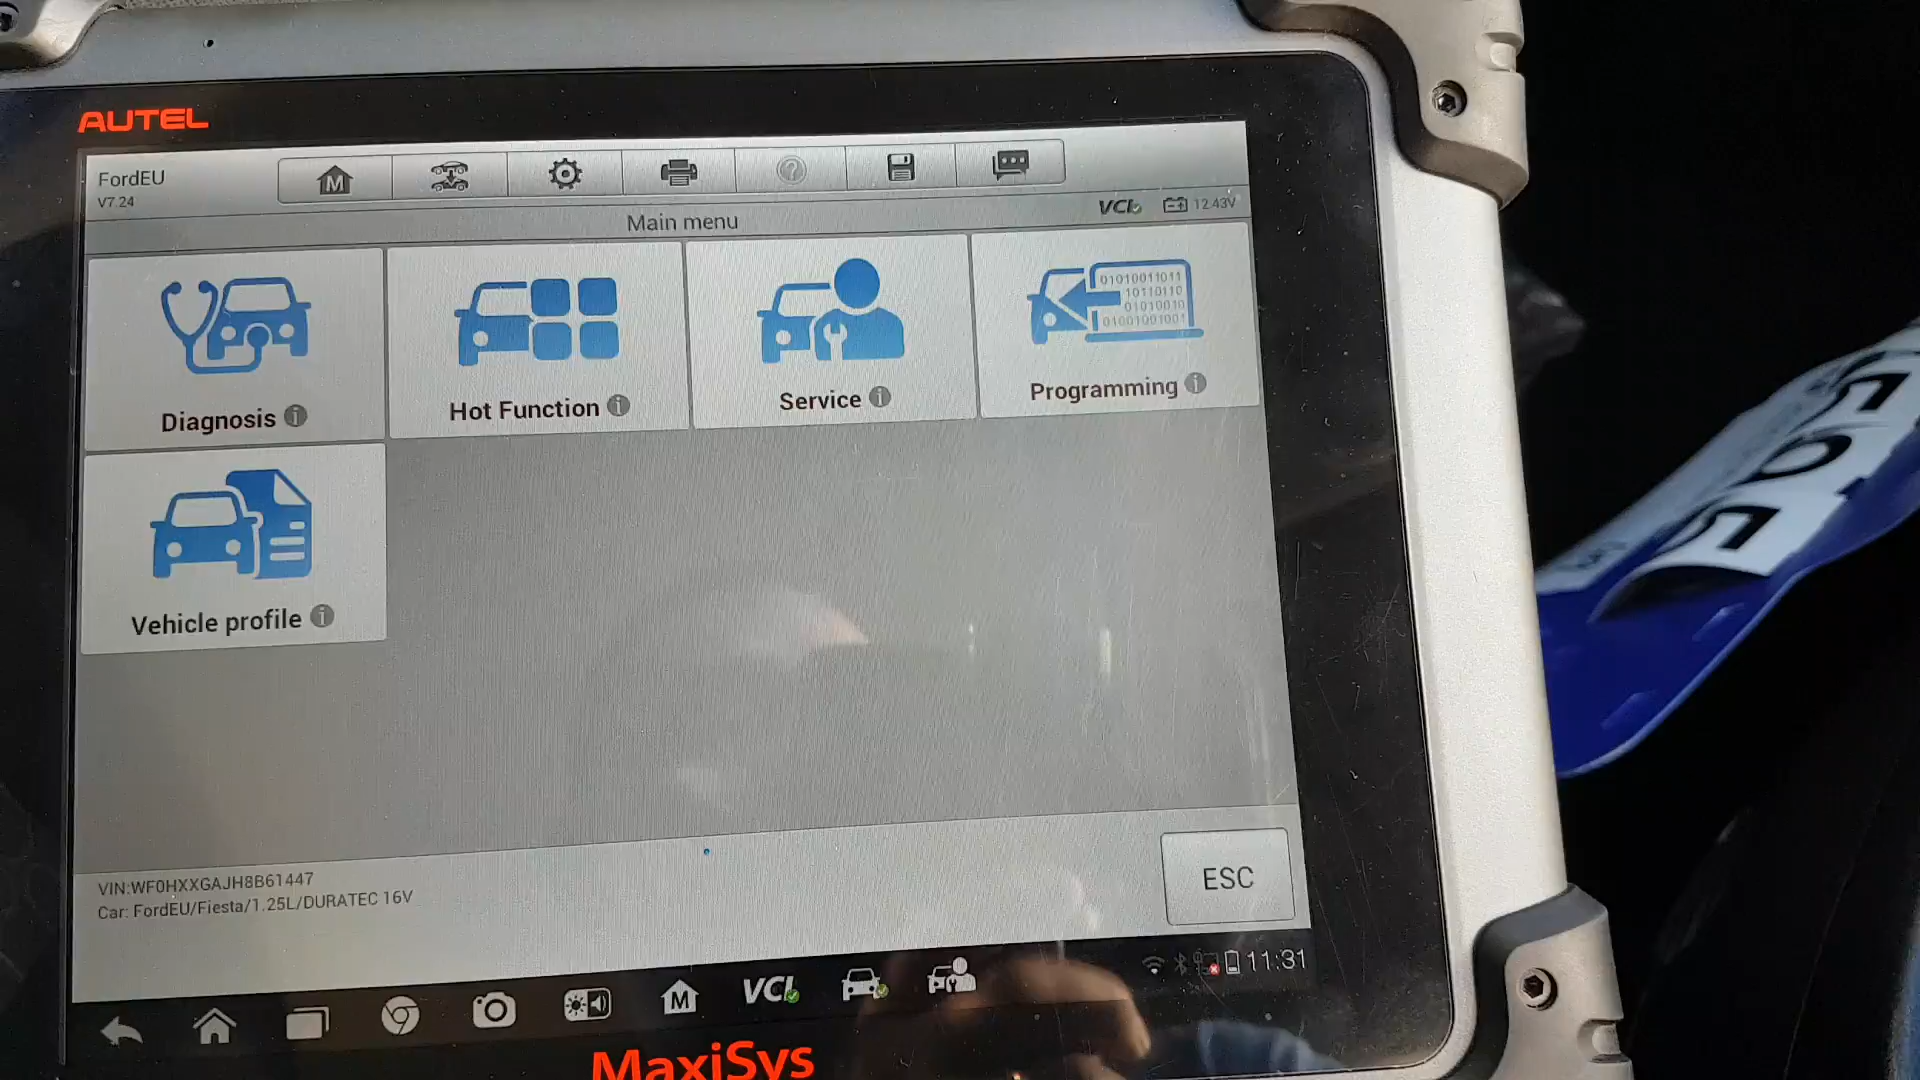 AUTEL
FordEU
V7.24
M
?
Main menu
VCI
12.43V
01010011011
10110110
01010010
01001001001
Diagnosis i
Hot Function i
Service i
Programming i
Vehicle profile i
VIN:WF0HXXGAJH8B61447
Car: FordEU/Fiesta/1.25L/DURATEC 16V
ESC
M
VCI
11:31
MaxiSys